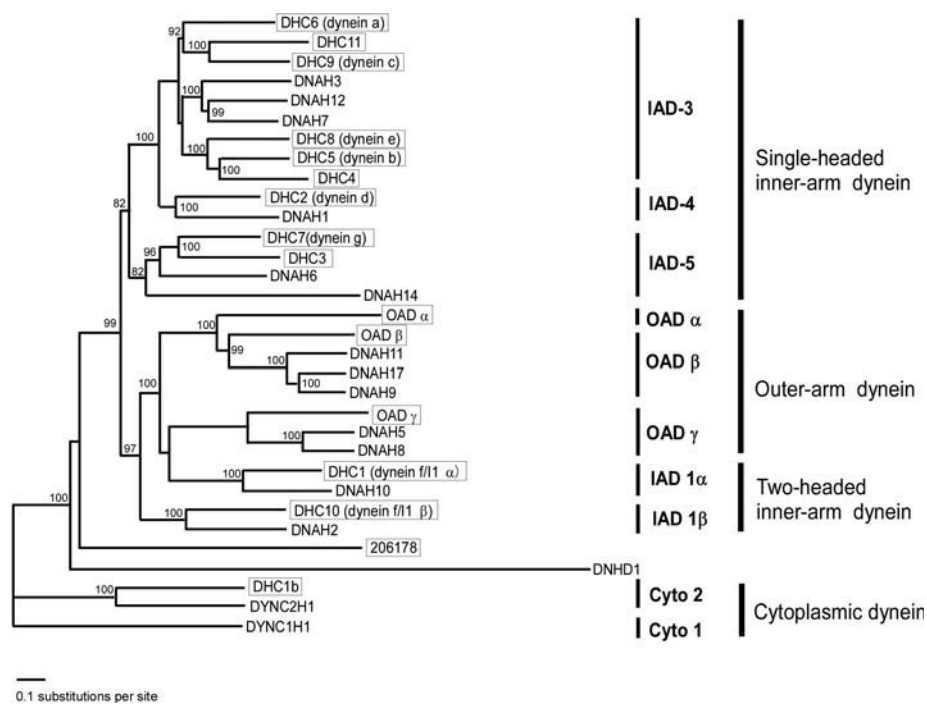 92
DHC6 (dynein a)
100
DHC11
DHC9 (dynein c)
DNAH3
100
DNAH12
99
DNAH7
IAD-3
100
DHC8 (dynein e)
DHC5 (dynein b)
100
DHC4
Single-headed
inner-arm dynein
DHC2 (dynein d)
100
DNAH1
IAD-4
82
DHC7(dynein g)
96
100
DHC3
82
DNAH6
IAD-5
DNAH14
99
100
OAD α
OAD α
OAD β
99
DNAH11
100
DNAH17
100
DNAH9
OAD β
Outer-arm dynein
100
OAD γ
DNAH5
100
DNAH8
OAD γ
97
DHC1 (dynein f/I1 α)
100
DNAH10
IAD 1α
DHC10 (dynein f/I1 β)
100
DNAH2
IAD 1β
Two-headed
inner-arm dynein
100
206178
DNHD1
100
DHC1b
DYNC2H1
Cyto 2
DYNC1H1
Cyto 1
Cytoplasmic dynein
0.1 substitutions per site